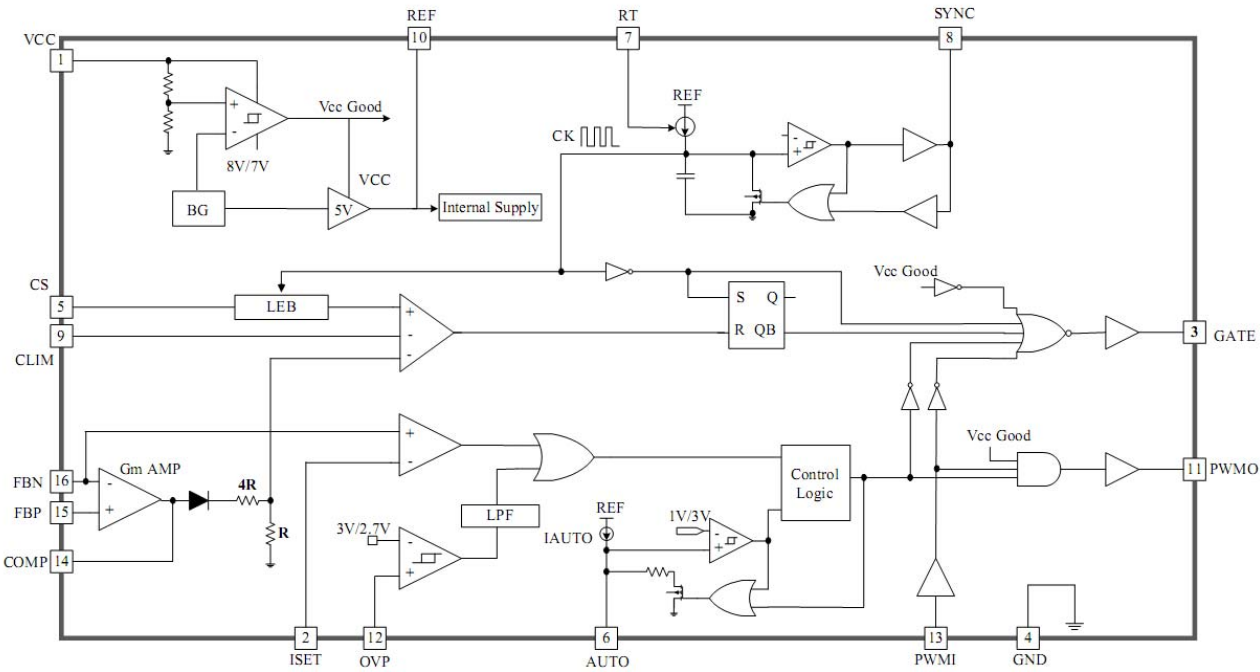 REF
RT
SYNC
VCC
10
7
8
1
REF
Vcc Good
+
-
CK
-
+
8V/7V
VCC
BG
5V
Internal Supply
CS
Vcc Good
5
LEB
+
S
Q
9
-
R
QB
3
GATE
CLIM
-
+
Vcc Good
Gm AMP
FBN
16
-
-
4R
Control
Logic
11
PWMO
FBP
15
+
LPF
REF
1V/3V
R
3V/2.7V
-
IAUTO
-
COMP
14
+
+
2
12
6
13
4
ISET
OVP
AUTO
PWMI
GND